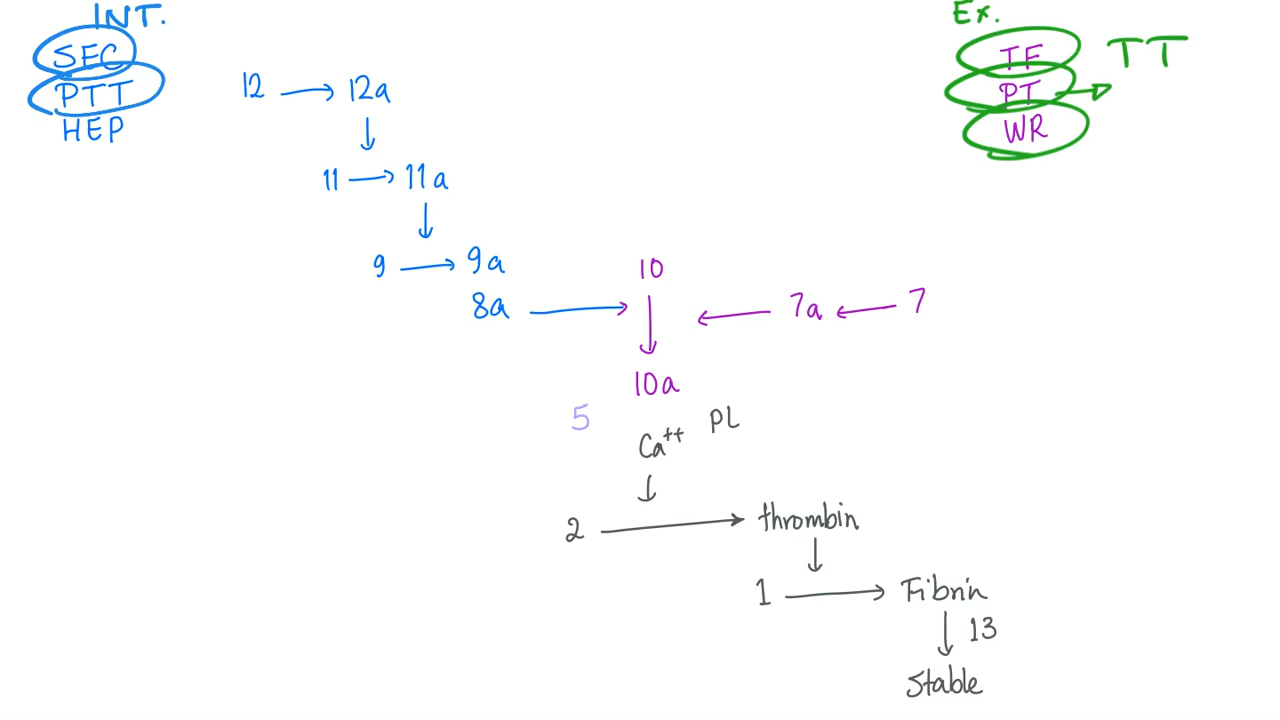 INT.
SEC
PTT
HEP
Ex.
TF
PT → TT
WR
12 → 12a
↓
11 → 11a
↓
9 → 9a
8a →
10
↓
← 7a ← 7
10a
5
Ca++ PL
↓
2 → thrombin
↓
1 → Fibrin
↓ 13
Stable